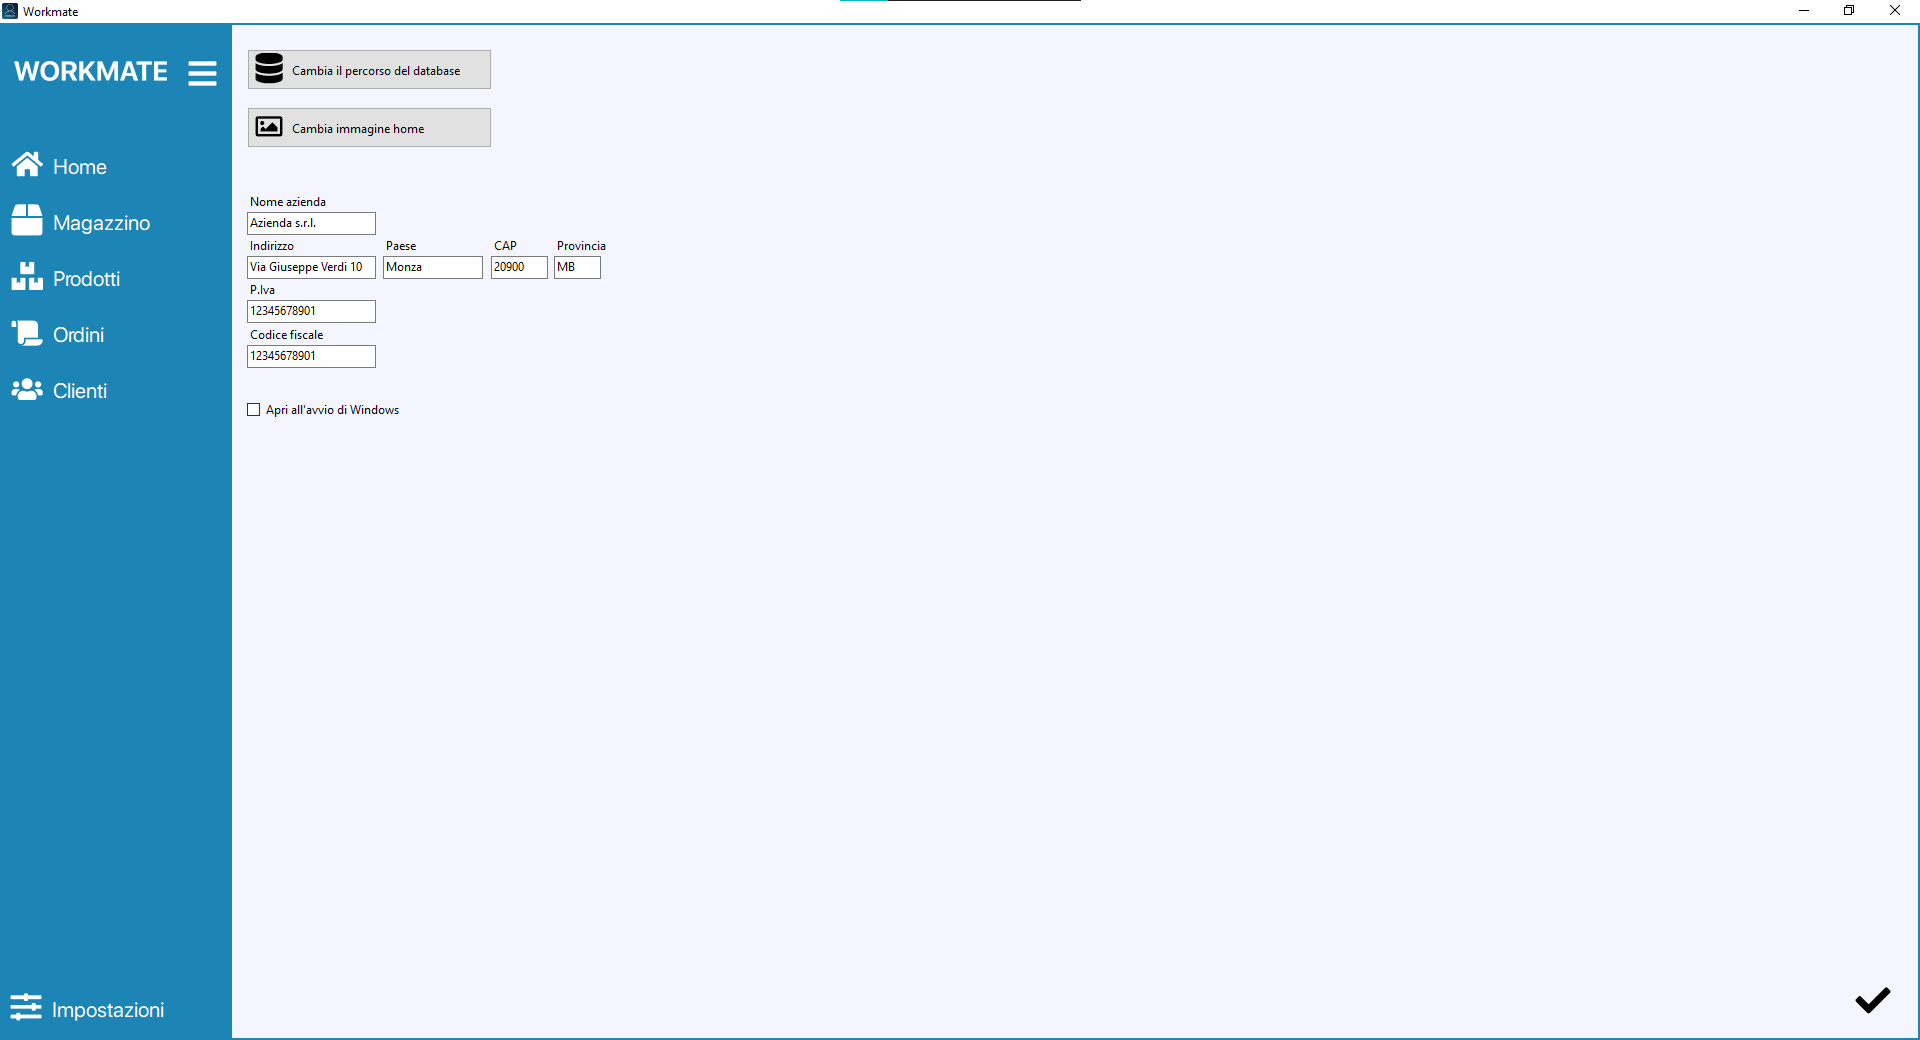 Workmate
WORKMATE
Home
Magazzino
Prodotti
Ordini
Clienti
Impostazioni
Cambia il percorso del database
Cambia immagine home
Nome azienda
Azienda s.r.l.
Indirizzo Paese CAP Provincia
Via Giuseppe Verdi 10 Monza 20900 MB
P.Iva
12345678901
Codice fiscale
12345678901
Apri all'avvio di Windows